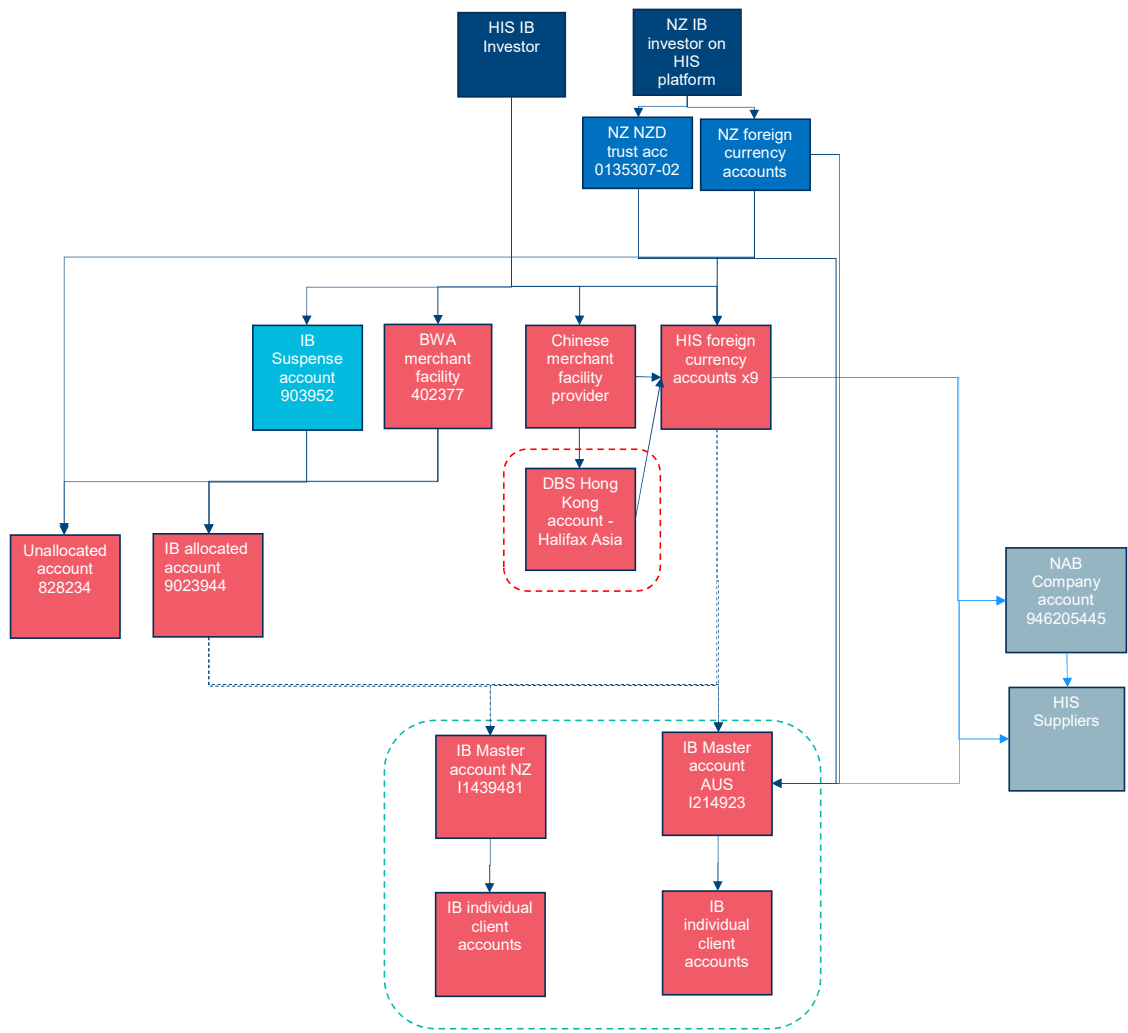 HIS IB
Investor
NZ IB
investor on
HIS
platform
NZ NZD
trust acc
0135307-02
NZ foreign
currency
accounts
IB
Suspense
account
903952
BWA
merchant
facility
402377
Chinese
merchant
facility
provider
HIS foreign
currency
accounts x9
DBS Hong
Kong
account -
Halifax Asia
Unallocated
account
828234
IB allocated
account
9023944
NAB
Company
account
946205445
HIS
Suppliers
IB Master
account NZ
I1439481
IB Master
account
AUS
I214923
IB individual
client
accounts
IB
individual
client
accounts